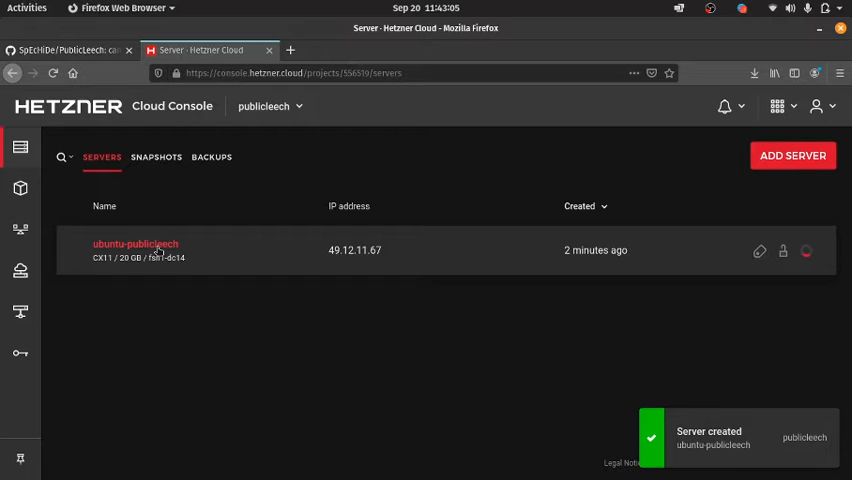 Activities Firefox Web Browser Sep 20 11:43:05
Server - Hetzner Cloud - Mozilla Firefox
SpEcHiDe/PublicLeech: can Server - Hetzner Cloud
https://console.hetzner.cloud/projects/556519/servers
HETZNER Cloud Console publicleech
SERVERS SNAPSHOTS BACKUPS ADD SERVER
Name IP address Created
ubuntu-publicleech
CX11 / 20 GB / fsn1-dc14 49.12.11.67 2 minutes ago
Server created
ubuntu-publicleech publicleech
Legal